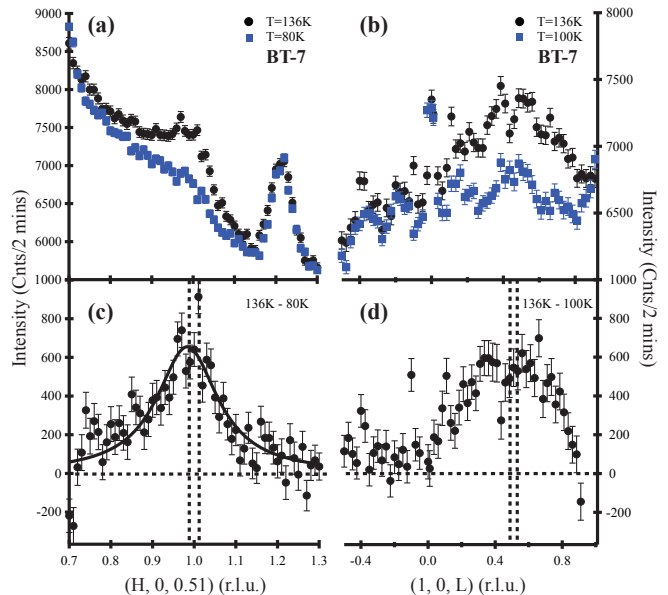 (a)
T=136K
T=80K
BT-7
(b)
T=136K
T=100K
BT-7
9000
8500
8000
7500
7000
6500
6000
1000
800
600
400
200
0
-200
8000
7500
7000
6500
1000
800
600
400
200
0
-200
Intensity (Cnts/2 mins)
Intensity (Cnts/2 mins)
(c)
136K - 80K
(d)
136K - 100K
0.7 0.8 0.9 1.0 1.1 1.2 1.3
-0.4 0.0 0.4 0.8
(H, 0, 0.51) (r.l.u.)
(1, 0, L) (r.l.u.)